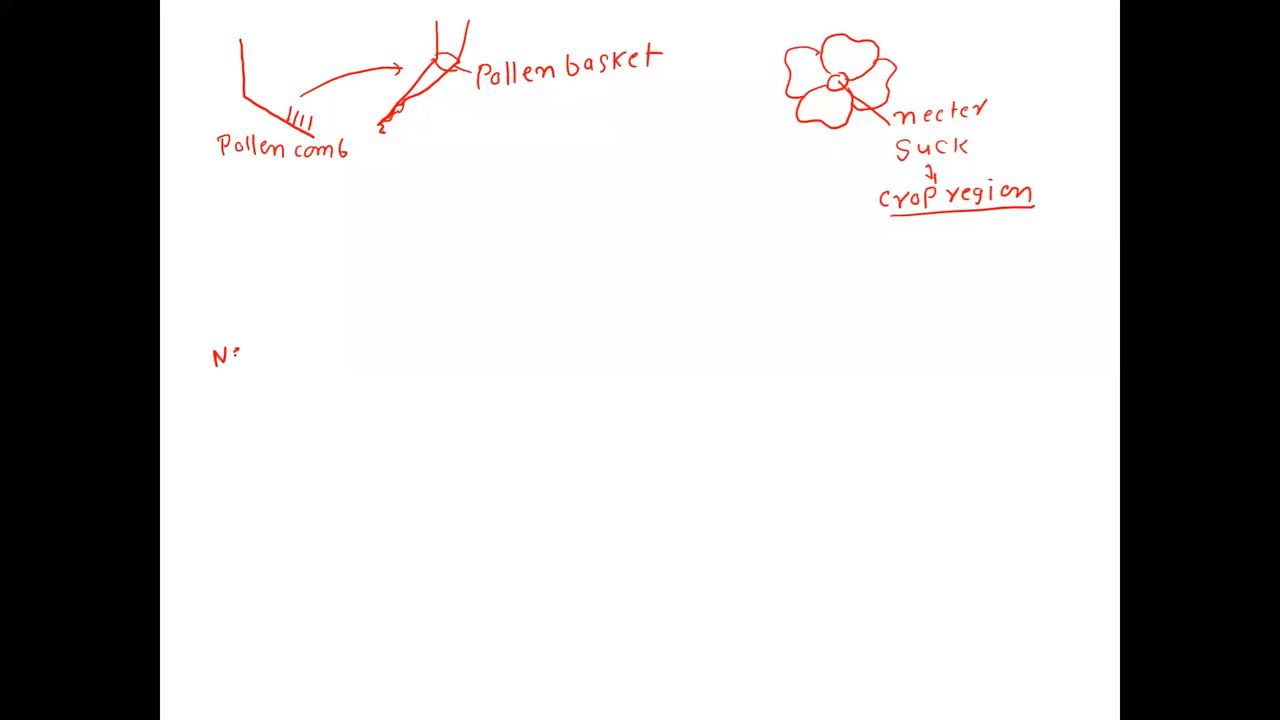 Pollen basket
Pollen comb
necter
suck
crop region
N: